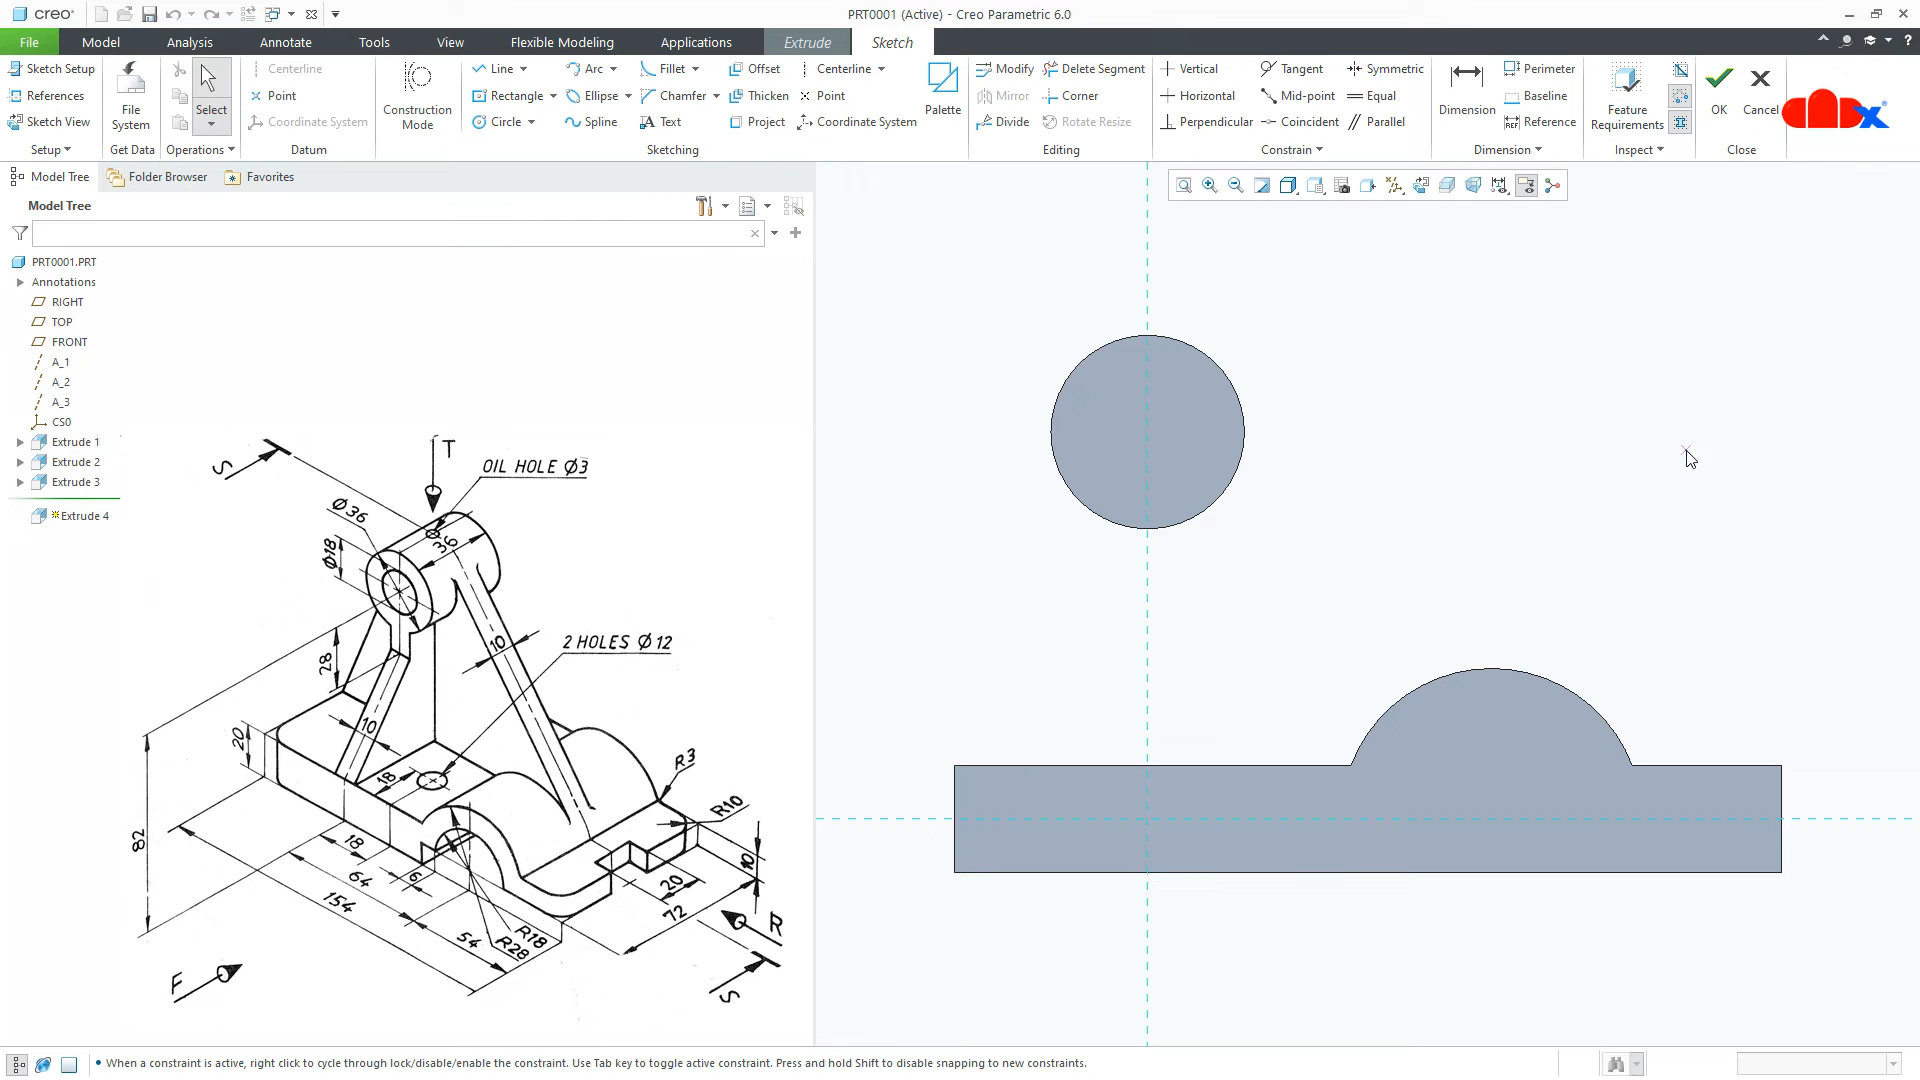 creo®
PRT0001 (Active) - Creo Parametric 6.0
File
Model
Analysis
Annotate
Tools
View
Flexible Modeling
Applications
Extrude
Sketch
Sketch Setup
References
Sketch View
Setup
File System
Get Data
Select
Operations
Centerline
Point
Coordinate System
Datum
Construction Mode
Line
Rectangle
Circle
Arc
Ellipse
Spline
Fillet
Chamfer
Text
Offset
Thicken
Project
Centerline
Point
Coordinate System
Palette
Sketching
Modify
Mirror
Divide
Delete Segment
Corner
Rotate Resize
Editing
Vertical
Horizontal
Perpendicular
Tangent
Mid-point
Coincident
Symmetric
Equal
Parallel
Constrain
Dimension
Perimeter
Baseline
Reference
Dimension
Feature Requirements
Inspect
OK
Cancel
Close
Model Tree
Folder Browser
Favorites
Model Tree
PRT0001.PRT
Annotations
RIGHT
TOP
FRONT
A_1
A_2
A_3
CS0
Extrude 1
Extrude 2
Extrude 3
Extrude 4
S
T
OIL HOLE Ø3
Ø36
36
Ø18
2 HOLES Ø12
10
28
10
20
18
R3
R10
82
18
64
6
154
54
R18
R28
10
20
72
R
F
S
When a constraint is active, right click to cycle through lock/disable/enable the constraint. Use Tab key to toggle active constraint. Press and hold Shift to disable snapping to new constraints.